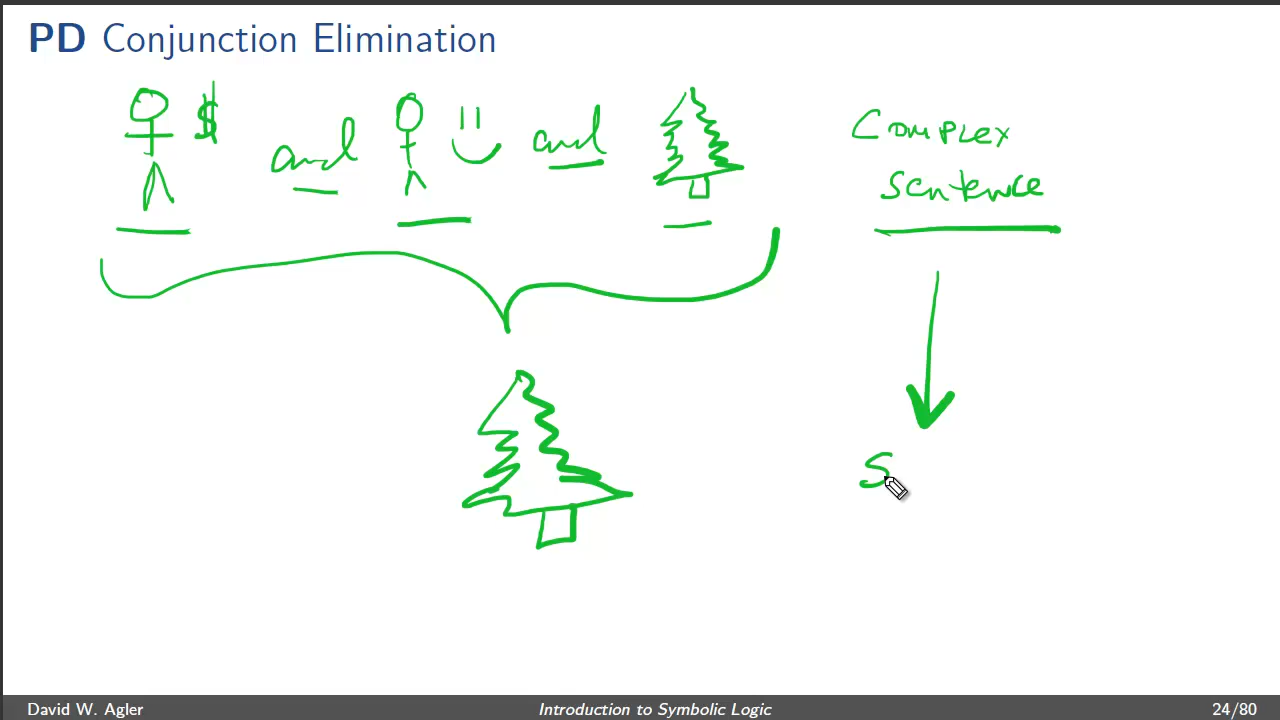 PD Conjunction Elimination
$ and and
Complex
sentence
S
David W. Agler Introduction to Symbolic Logic 24/80